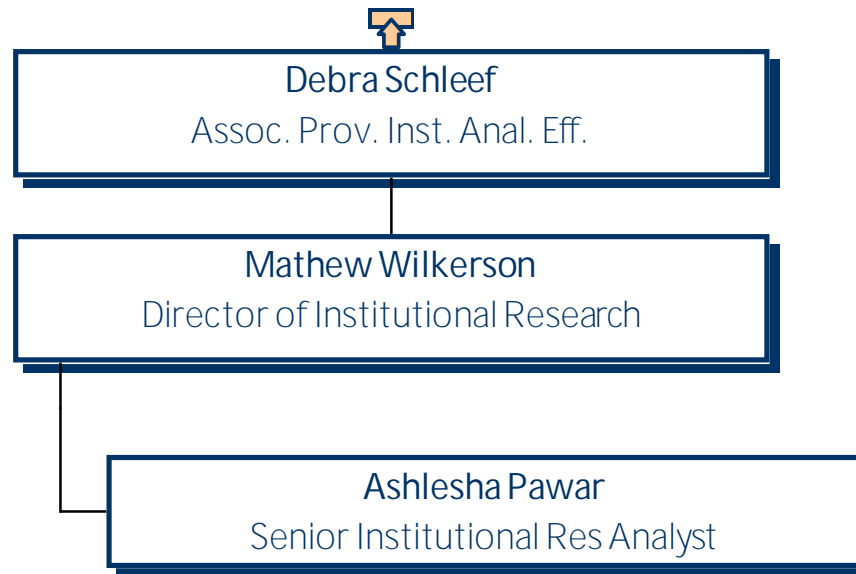 Debra Schleef
Assoc. Prov. Inst. Anal. Eff.
Mathew Wilkerson
Director of Institutional Research
Ashlesha Pawar
Senior Institutional Res Analyst